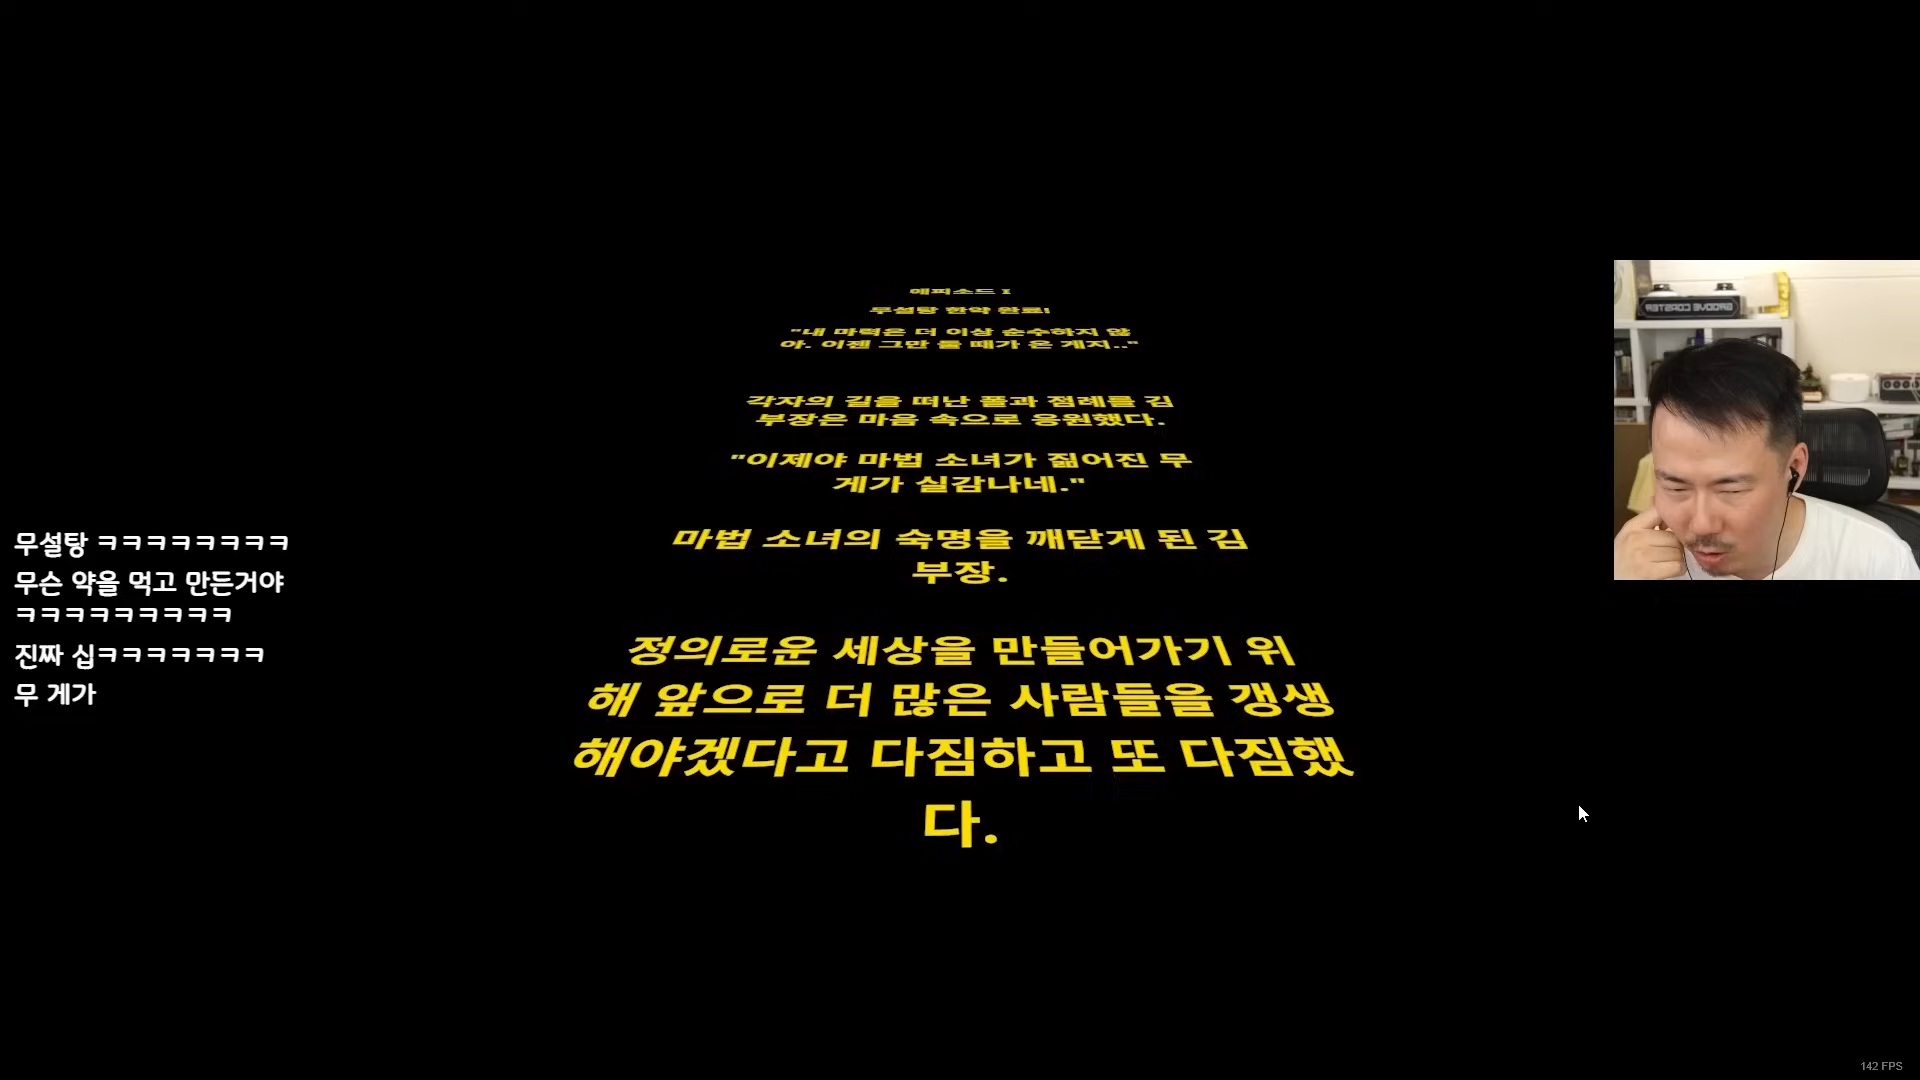 에피소드 I
무설탕 한약 완료!
"내 마력은 더 이상 순수하지 않
아. 이젠 그만 둘 때가 온 게지.."
각자의 길을 떠난 폴과 점례를 김
부장은 마음 속으로 응원했다.
"이제야 마법 소녀가 짊어진 무
게가 실감나네."
마법 소녀의 숙명을 깨닫게 된 김
부장.
정의로운 세상을 만들어가기 위
해 앞으로 더 많은 사람들을 갱생
해야겠다고 다짐하고 또 다짐했
다.
무설탕 ㅋㅋㅋㅋㅋㅋㅋㅋ
무슨 약을 먹고 만든거야
ㅋㅋㅋㅋㅋㅋㅋㅋㅋ
진짜 십ㅋㅋㅋㅋㅋㅋㅋ
무 게가
GROOVE COASTER
142 FPS